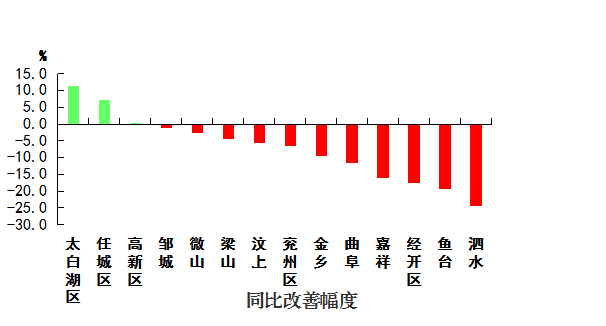 %
15.0
10.0
5.0
0.0
-5.0
-10.0
-15.0
-20.0
-25.0
-30.0
太白湖区
任城区
高新区
邹城
微山
梁山
汶上
兖州区
金乡
曲阜
嘉祥
经开区
鱼台
泗水
同比改善幅度